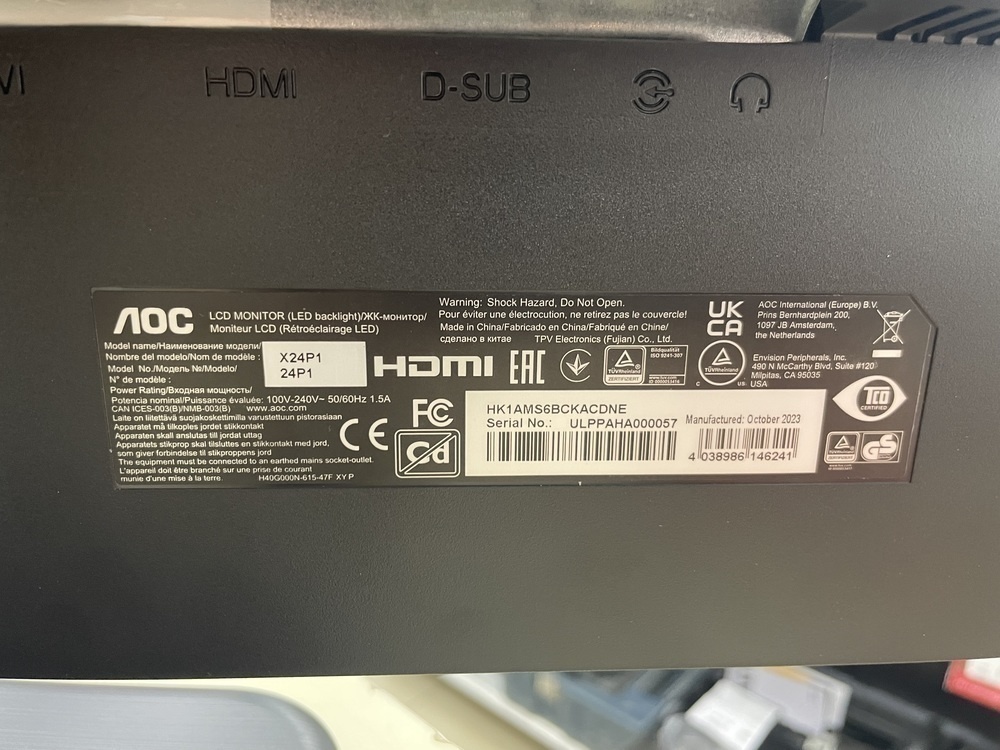 VI
HDMI
D-SUB
AOC
LCD MONITOR (LED backlight)/ЖК-монитор/
Moniteur LCD (Rétroéclairage LED)
Model name/Наименование модели/
Nombre del modelo/Nom de modèle :
X24P1
Model No./Модель №/Modelo/
N° de modèle :
24P1
Power Rating/Входная мощность/
Potencia nominal/Puissance évaluée: 100V-240V~ 50/60Hz 1.5A
CAN ICES-003(B)/NMB-003(B) www.aoc.com
Laite on liitettävä suojakoskettimilla varustettuun pistorasiaan
Apparatet må tilkoples jordet stikkontakt
Apparaten skall anslutas till jordat uttag
Apparatets stikprop skal tilsluttes en stikkontakt med jord,
som giver forbindelse til stikproppens jord
The equipment must be connected to an earthed mains socket-outlet.
L'appareil doit être branché sur une prise de courant
munie d'une mise à la terre. H40G000N-615-47F XY P
Warning: Shock Hazard, Do Not Open.
Pour éviter une électrocution, ne retirez pas le couvercle!
Made in China/Fabricado en China/Fabriqué en Chine/
сделано в китае TPV Electronics (Fujian) Co., Ltd.
HDMI
EAC
TÜVRheinland
ZERTIFIZIERT
Bildqualität
ISO 9241-307
TÜVRheinland
C US
UK
CA
AOC International (Europe) B.V.
Prins Bernhardplein 200,
1097 JB Amsterdam,
the Netherlands
Envision Peripherals, Inc.
490 N McCarthy Blvd, Suite #120
Milpitas, CA 95035
USA
CE
FC
Cd
HK1AMS6BCKACDNE
Serial No.: ULPPAHA000057
Manufactured: October 2023
4 038986 146241
TCO
CERTIFIED
GS